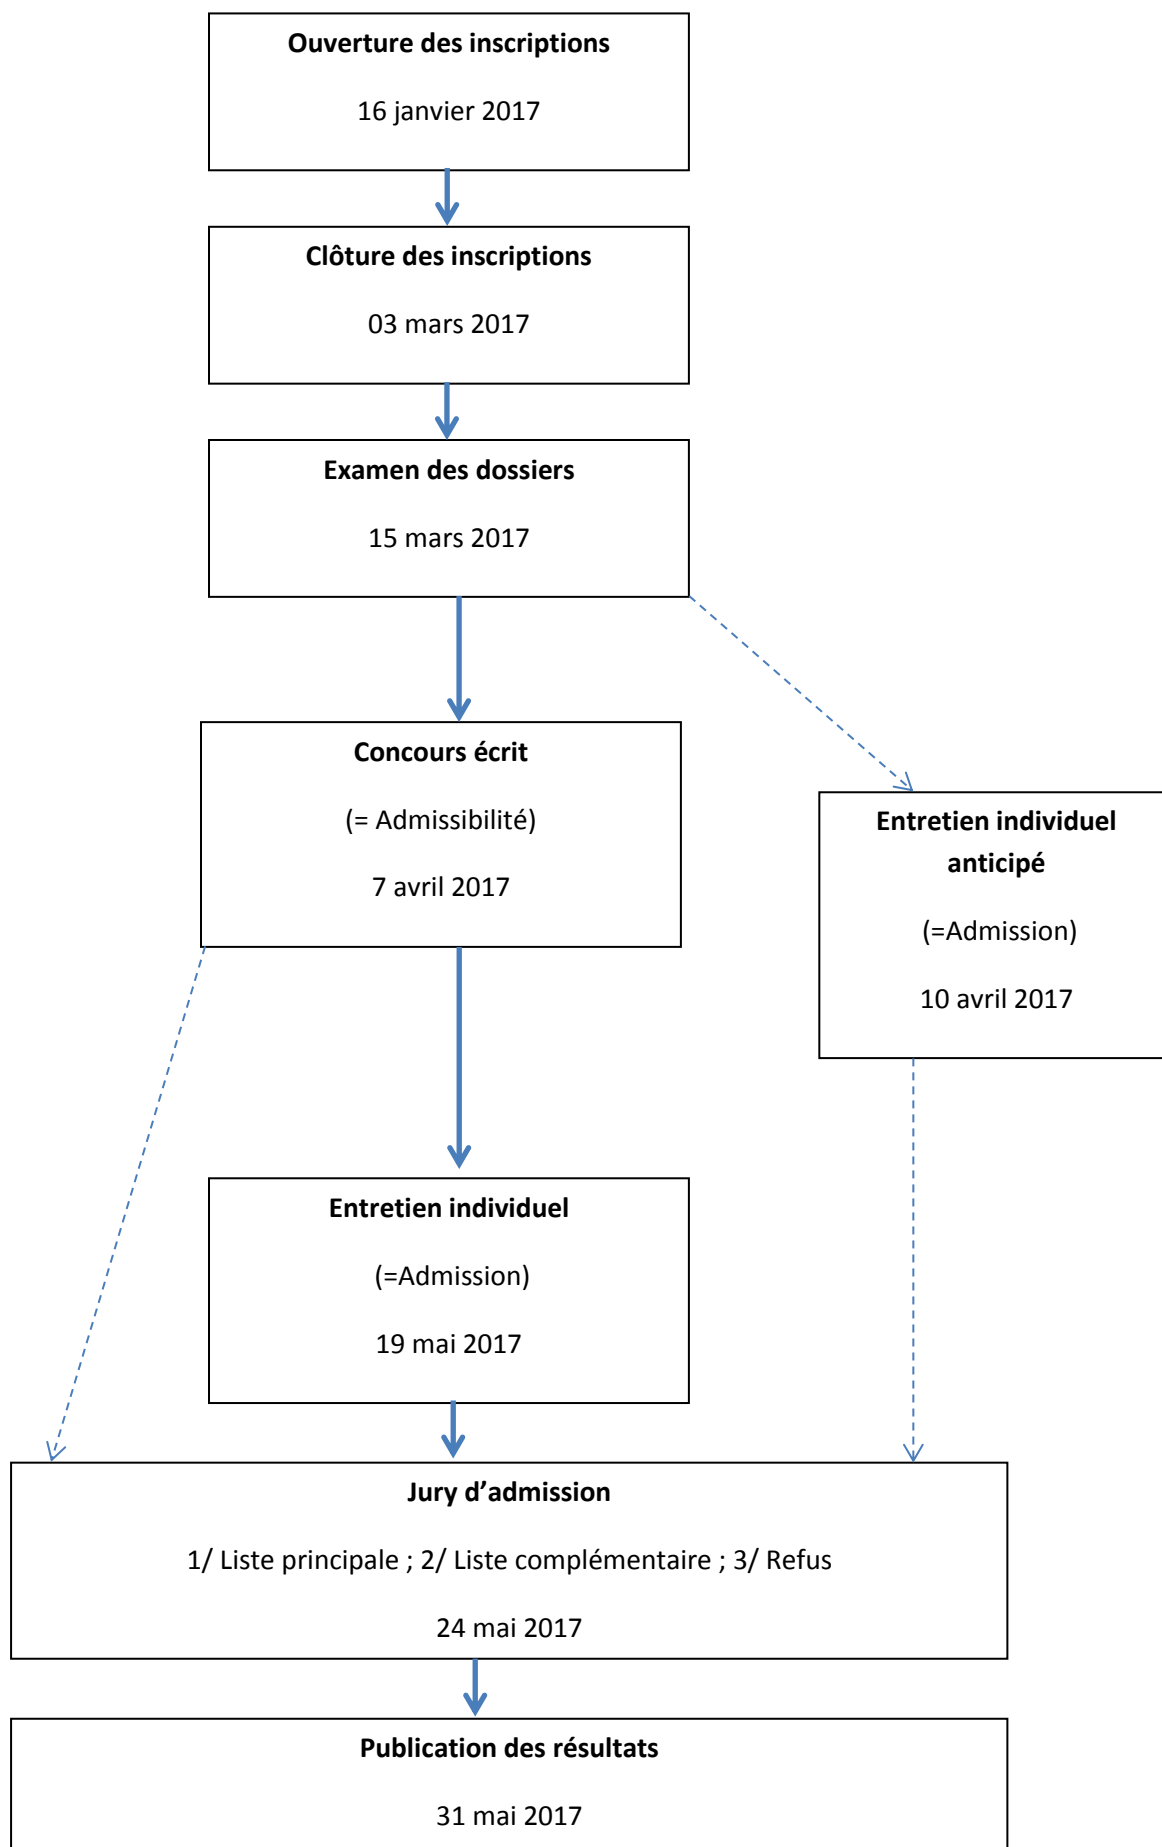 Ouverture des inscriptions
16 janvier 2017
Clôture des inscriptions
03 mars 2017
Examen des dossiers
15 mars 2017
Concours écrit
(= Admissibilité)
7 avril 2017
Entretien individuel
anticipé
(=Admission)
10 avril 2017
Entretien individuel
(=Admission)
19 mai 2017
Jury d’admission
1/ Liste principale ; 2/ Liste complémentaire ; 3/ Refus
24 mai 2017
Publication des résultats
31 mai 2017